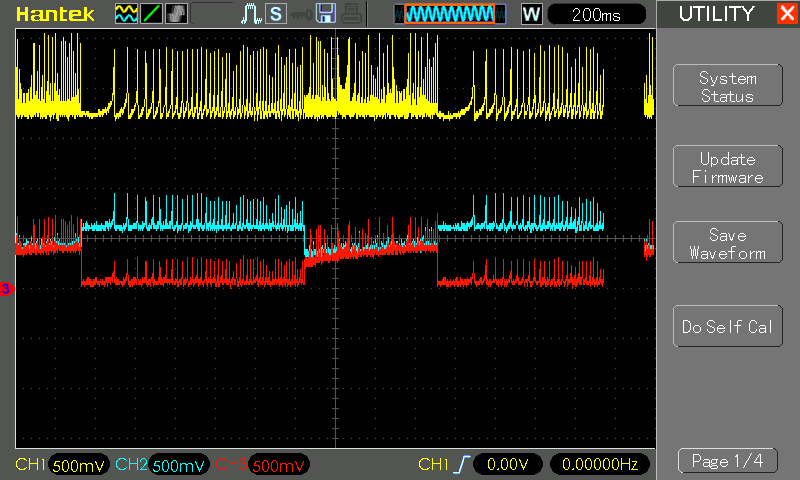 Hantek
S
W
200ms
UTILITY
X
System
Status
Update
Firmware
Save
Waveform
Do Self Cal
3
CH1 500mV CH2 500mV CH3 500mV CH1 0.00V 0.00000Hz
Page 1/4